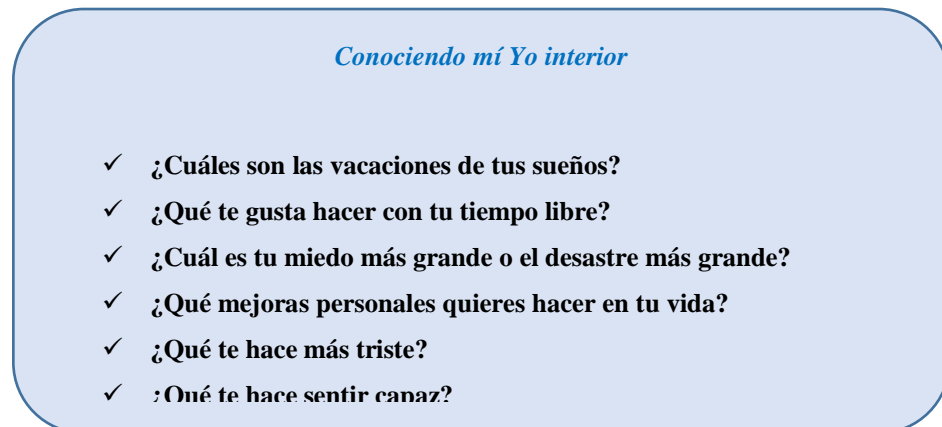 Conociendo mí Yo interior
✓ ¿Cuáles son las vacaciones de tus sueños?
✓ ¿Qué te gusta hacer con tu tiempo libre?
✓ ¿Cuál es tu miedo más grande o el desastre más grande?
✓ ¿Qué mejoras personales quieres hacer en tu vida?
✓ ¿Qué te hace más triste?
✓ ¿Qué te hace sentir capaz?